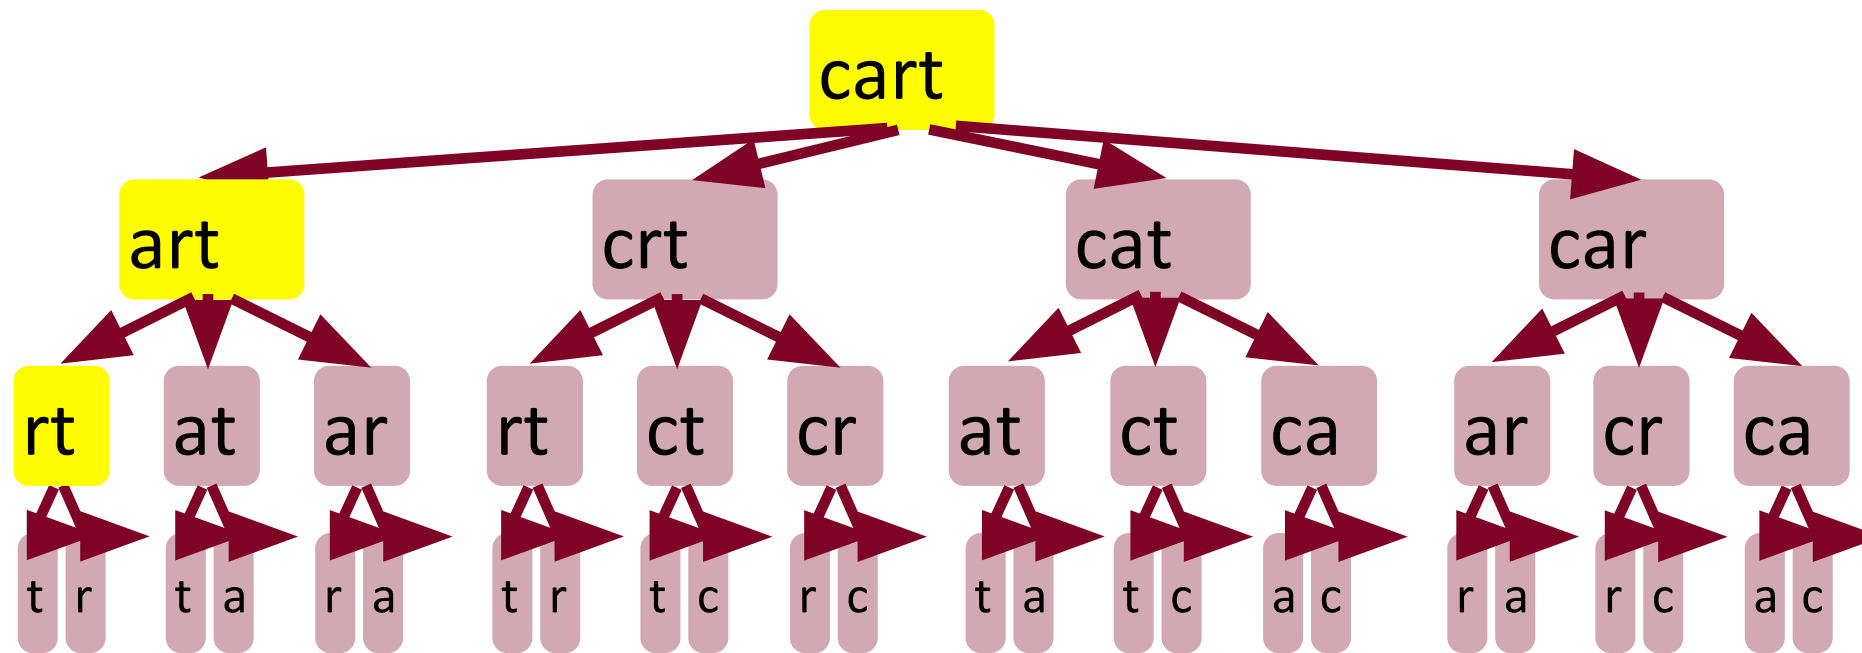 cart
art crt cat car
rt at ar rt ct cr at ct ca ar cr ca
t r t a r a t r t c r c t a t c a c r a r c a c